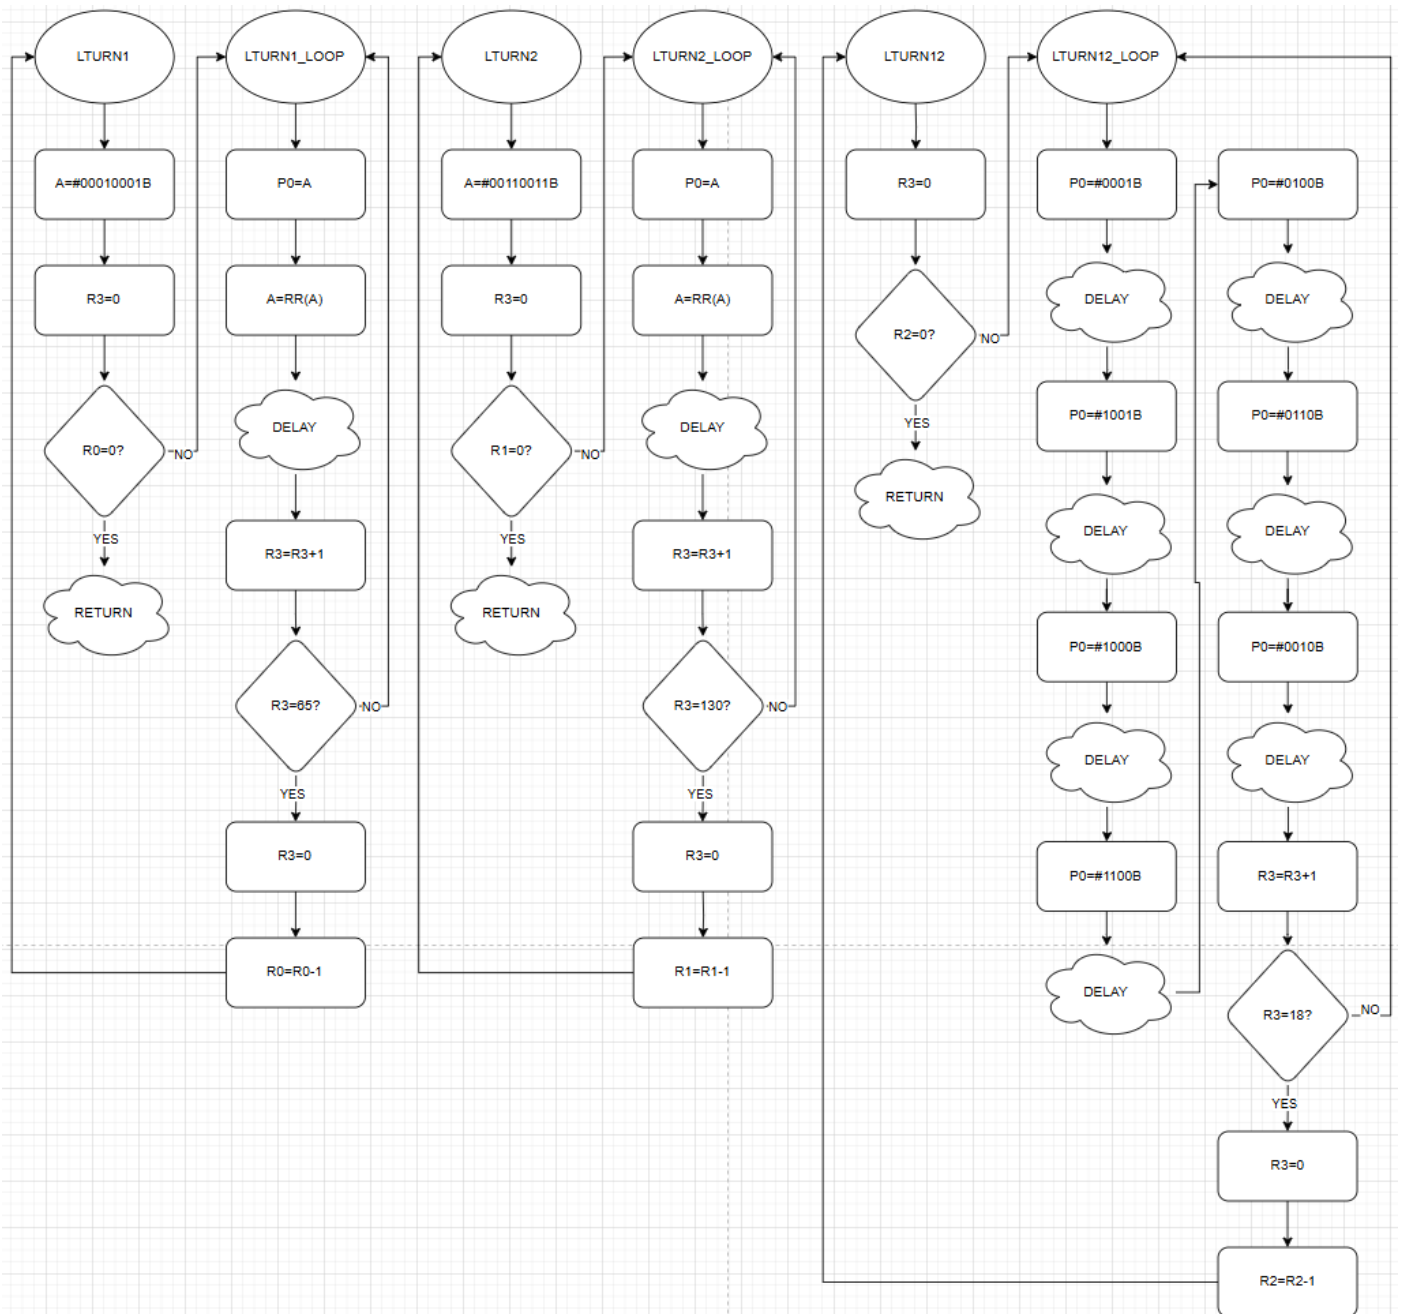 LTURN1
A=#00010001B
R3=0
R0=0?
NO
YES
RETURN
LTURN1_LOOP
P0=A
A=RR(A)
DELAY
R3=R3+1
R3=65?
NO
YES
R3=0
R0=R0-1
LTURN2
A=#00110011B
R3=0
R1=0?
NO
YES
RETURN
LTURN2_LOOP
P0=A
A=RR(A)
DELAY
R3=R3+1
R3=130?
NO
YES
R3=0
R1=R1-1
LTURN12
R3=0
R2=0?
NO
YES
RETURN
LTURN12_LOOP
P0=#0001B
DELAY
P0=#1001B
DELAY
P0=#1000B
DELAY
P0=#1100B
DELAY
P0=#0100B
DELAY
P0=#0110B
DELAY
P0=#0010B
DELAY
R3=R3+1
R3=18?
NO
YES
R3=0
R2=R2-1